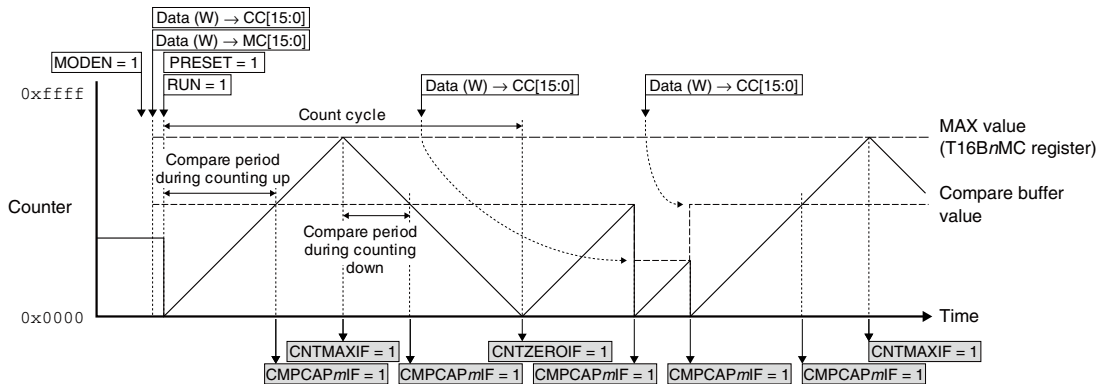 Data (W) → CC[15:0]
Data (W) → MC[15:0]
MODEN = 1
PRESET = 1
RUN = 1
Data (W) → CC[15:0]
Data (W) → CC[15:0]
0xffff
Count cycle
MAX value
(T16BnMC register)
Compare period
during counting up
Compare buffer
value
Counter
Compare period
during counting
down
0x0000
Time
CNTMAXIF = 1
CNTZEROIF = 1
CNTMAXIF = 1
CMPCAPmIF = 1
CMPCAPmIF = 1
CMPCAPmIF = 1
CMPCAPmIF = 1
CMPCAPmIF = 1